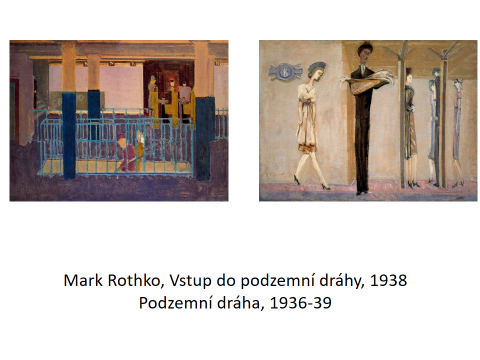 Mark Rothko, Vstup do podzemní dráhy, 1938
Podzemní dráha, 1936-39